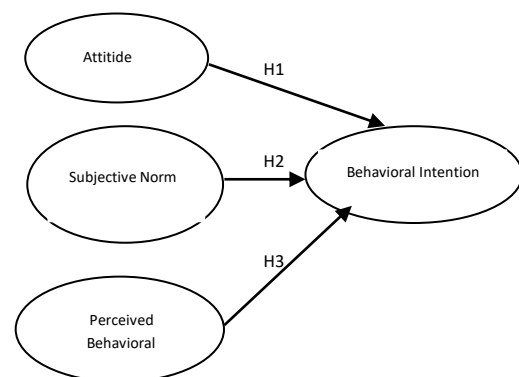 Attitide
H1
Subjective Norm
H2
Behavioral Intention
H3
Perceived
Behavioral